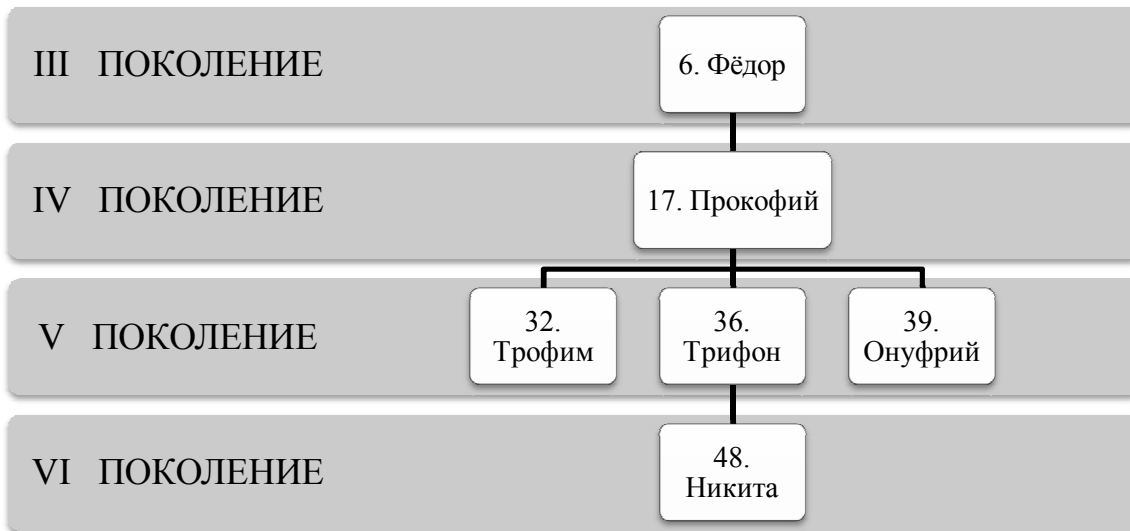 III ПОКОЛЕНИЕ
6. Фёдор
IV ПОКОЛЕНИЕ
17. Прокофий
V ПОКОЛЕНИЕ
32.
Трофим
36.
Трифон
39.
Онуфрий
VI ПОКОЛЕНИЕ
48.
Никита